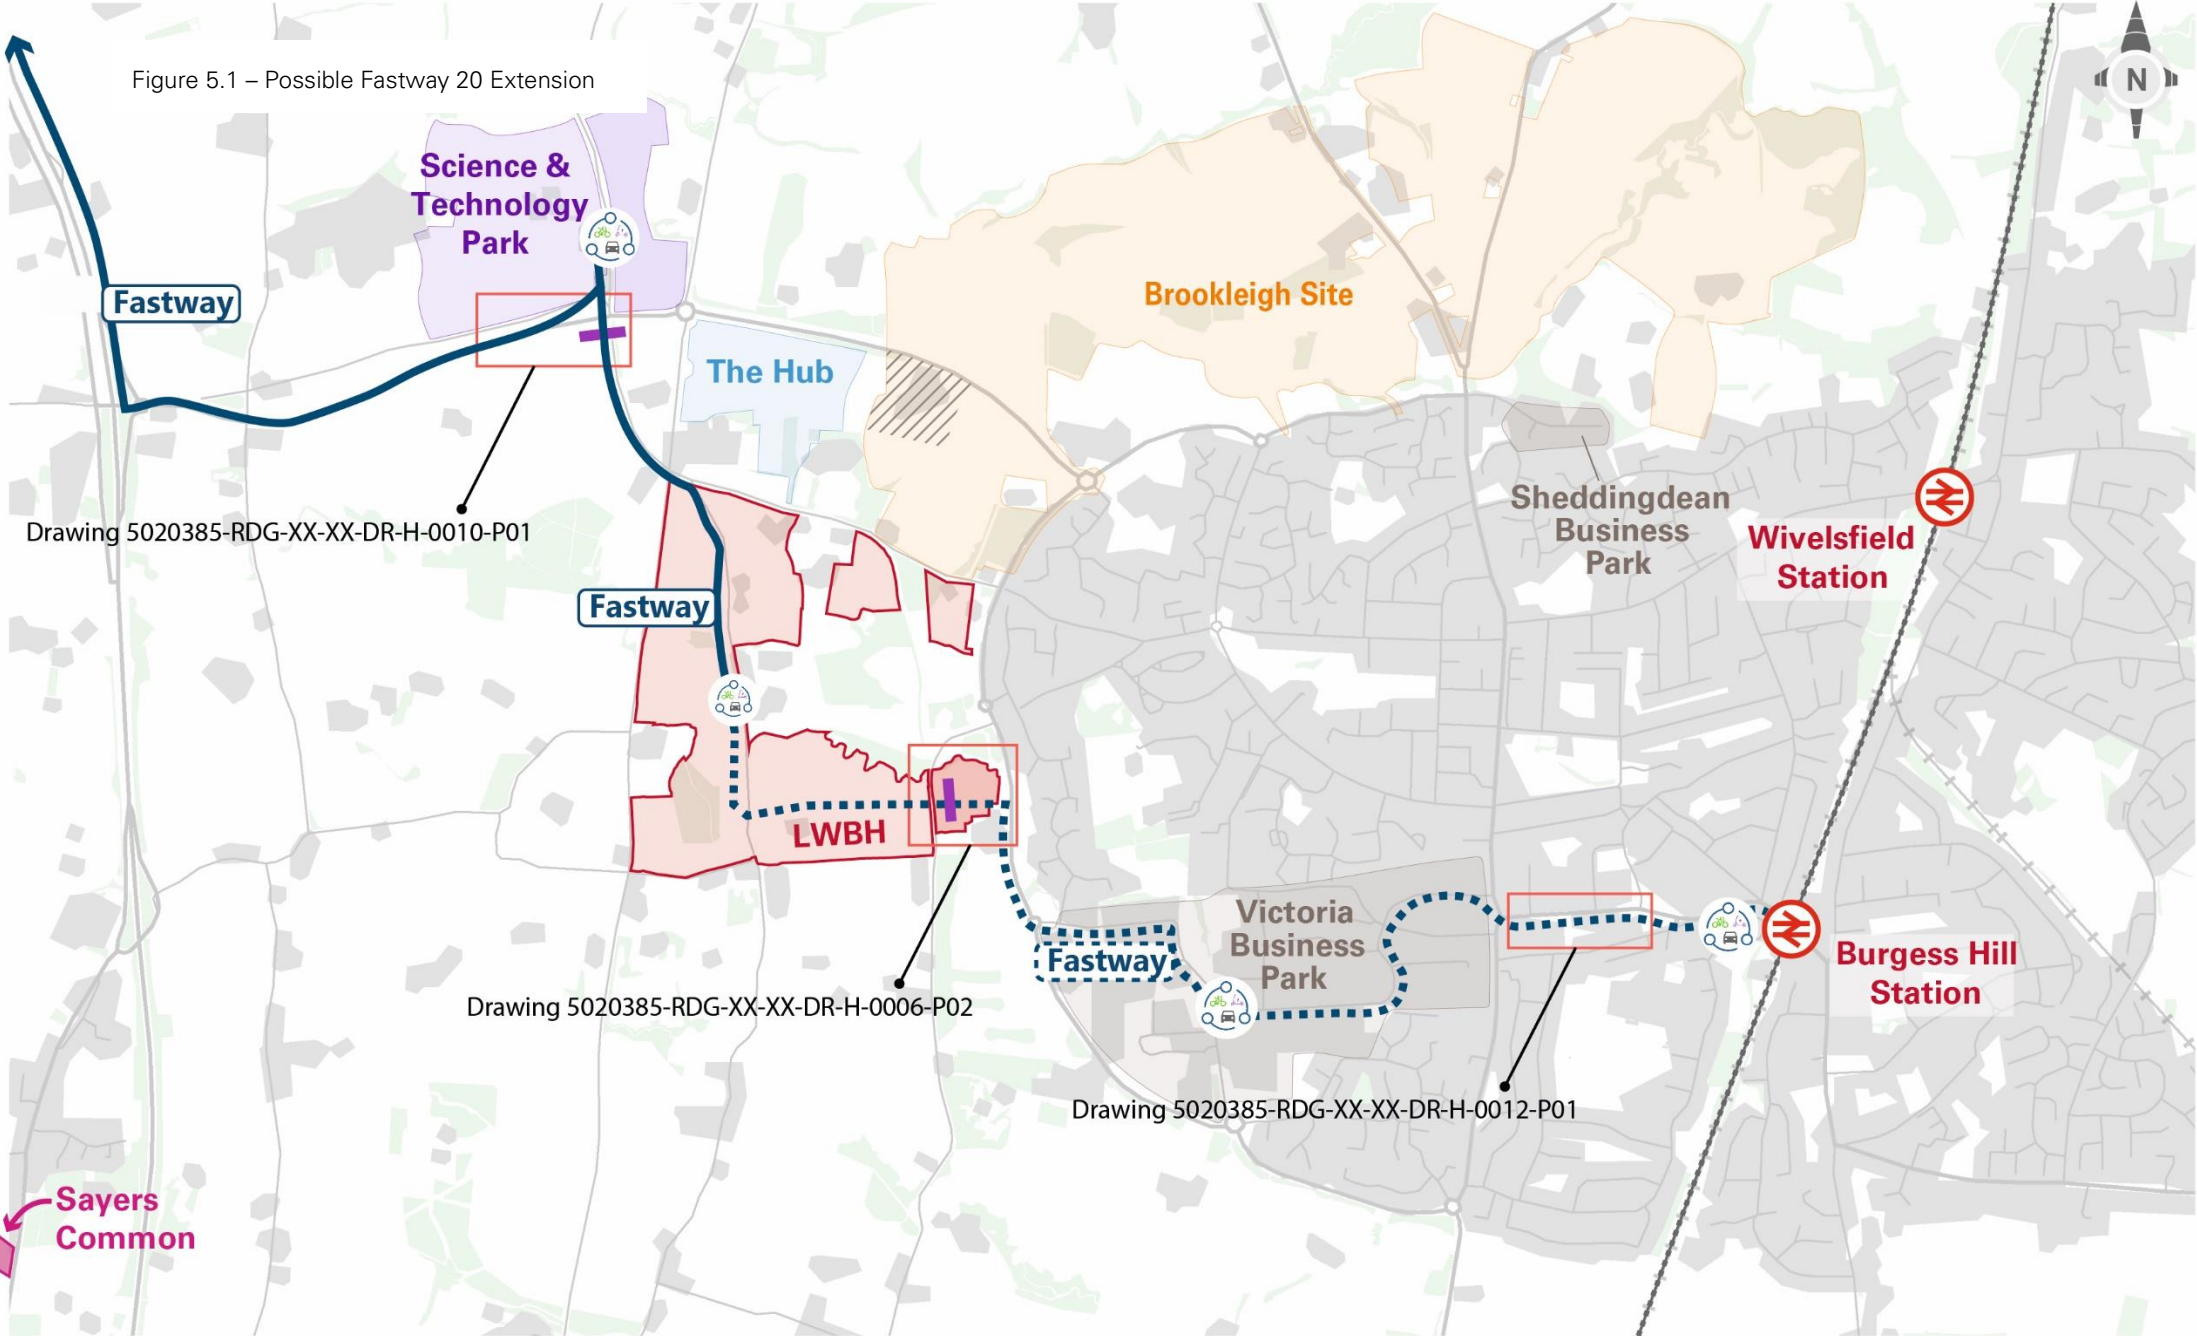 Figure 5.1 – Possible Fastway 20 Extension
N
Science &
Technology
Park
Fastway
Brookleigh Site
The Hub
Sheddingdean
Business
Park
Wivelsfield
Station
Drawing 5020385-RDG-XX-XX-DR-H-0010-P01
Fastway
LWBH
Victoria
Business
Park
Fastway
Burgess Hill
Station
Drawing 5020385-RDG-XX-XX-DR-H-0006-P02
Drawing 5020385-RDG-XX-XX-DR-H-0012-P01
Sayers
Common